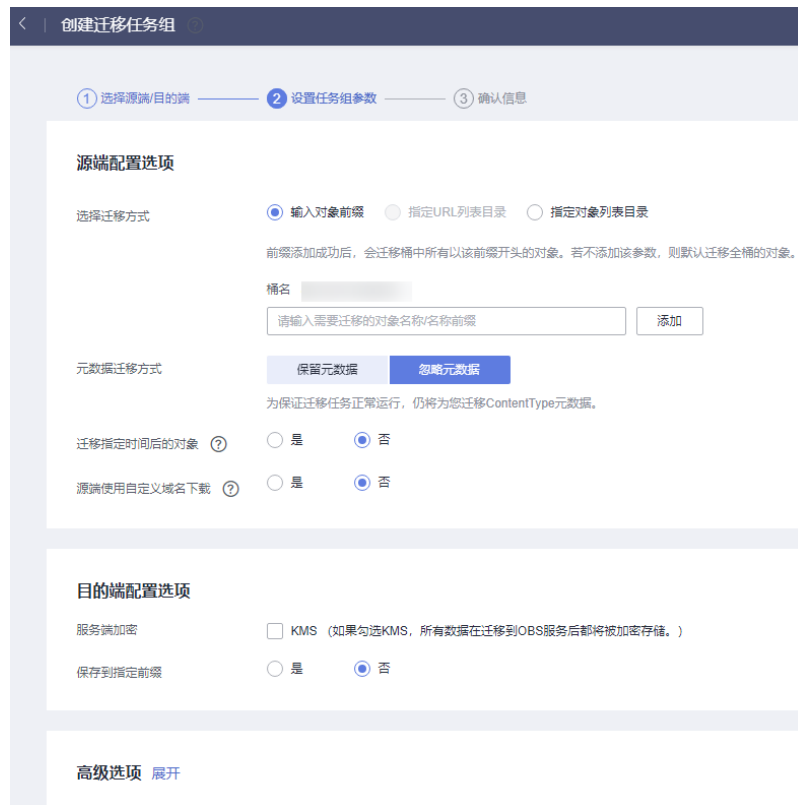 创建迁移任务组 ?
1 选择源端/目的端 2 设置任务组参数 3 确认信息
源端配置选项
选择迁移方式 输入对象前缀 指定URL列表目录 指定对象列表目录
前缀添加成功后，会迁移桶中所有以该前缀开头的对象。若不添加该参数，则默认迁移全桶的对象。
桶名
请输入需要迁移的对象名称/名称前缀 添加
元数据迁移方式 保留元数据 忽略元数据
为保证迁移任务正常运行，仍将为您迁移ContentType元数据。
迁移指定时间后的对象 ? 是 否
源端使用自定义域名下载 ? 是 否
目的端配置选项
服务端加密 KMS （如果勾选KMS，所有数据在迁移到OBS服务后都将被加密存储。）
保存到指定前缀 是 否
高级选项 展开